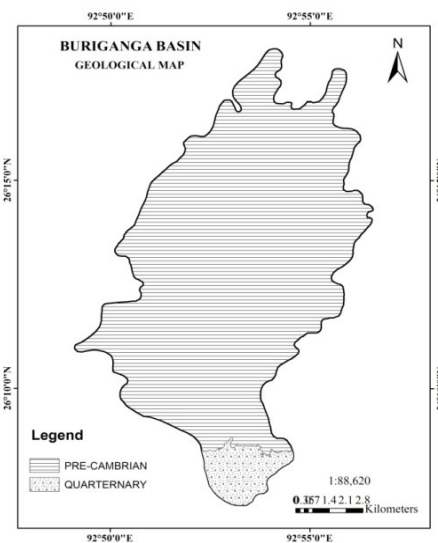 92°50'0"E 92°55'0"E
BURIGANGA BASIN
GEOLOGICAL MAP
N
26°15'0"N
26°10'0"N
Legend
PRE-CAMBRIAN
QUARTERNARY
1:88,620
Kilometers
92°50'0"E 92°55'0"E